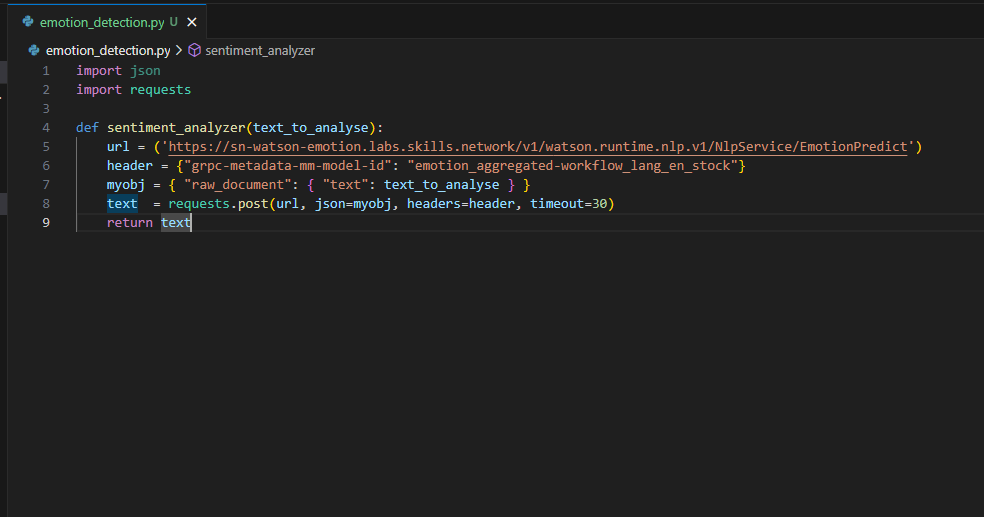 emotion_detection.py U ×
emotion_detection.py > sentiment_analyzer
1 import json
2 import requests
3
4 def sentiment_analyzer(text_to_analyse):
5     url = ('https://sn-watson-emotion.labs.skills.network/v1/watson.runtime.nlp.v1/NlpService/EmotionPredict')
6     header = {"grpc-metadata-mm-model-id": "emotion_aggregated-workflow_lang_en_stock"}
7     myobj = { "raw_document": { "text": text_to_analyse } }
8     text  = requests.post(url, json=myobj, headers=header, timeout=30)
9     return text